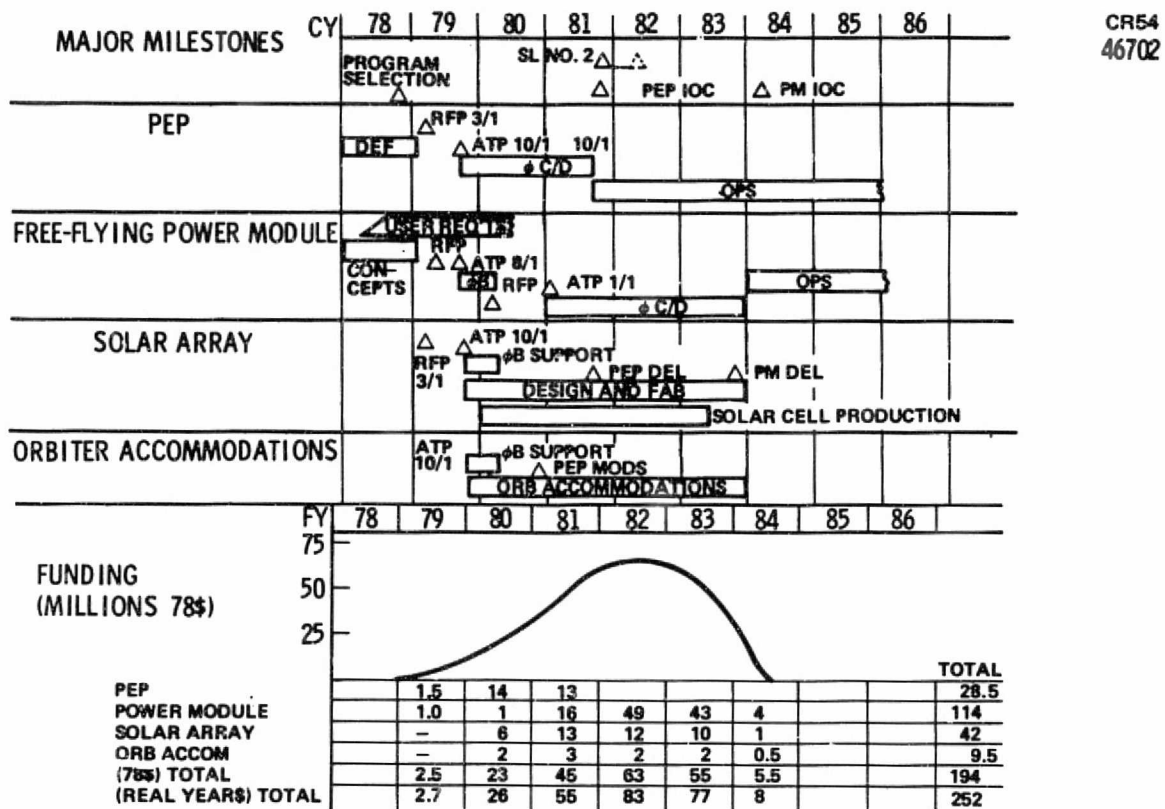 CR54
46702
CY 78 79 80 81 82 83 84 85 86
MAJOR MILESTONES
PROGRAM
SELECTION
SL NO. 2
PEP IOC
PM IOC
PEP
DEF
RFP 3/1
ATP 10/1
10/1
φ C/D
OPS
FREE-FLYING POWER MODULE
USER REQ'TS
CON-
CEPTS
RFP
ATP 8/1
φB
RFP
ATP 1/1
φ C/D
OPS
SOLAR ARRAY
RFP
3/1
ATP 10/1
φB SUPPORT
PEP DEL
PM DEL
DESIGN AND FAB
SOLAR CELL PRODUCTION
ORBITER ACCOMMODATIONS
ATP
10/1
φB SUPPORT
PEP MODS
ORB ACCOMMODATIONS
FY 78 79 80 81 82 83 84 85 86
FUNDING
(MILLIONS 78$)
75
50
25
TOTAL
PEP 1.5 14 13 28.5
POWER MODULE 1.0 1 16 49 43 4 114
SOLAR ARRAY – 6 13 12 10 1 42
ORB ACCOM – 2 3 2 2 0.5 9.5
(78$) TOTAL 2.5 23 45 63 55 5.5 194
(REAL YEAR$) TOTAL 2.7 26 55 83 77 8 252